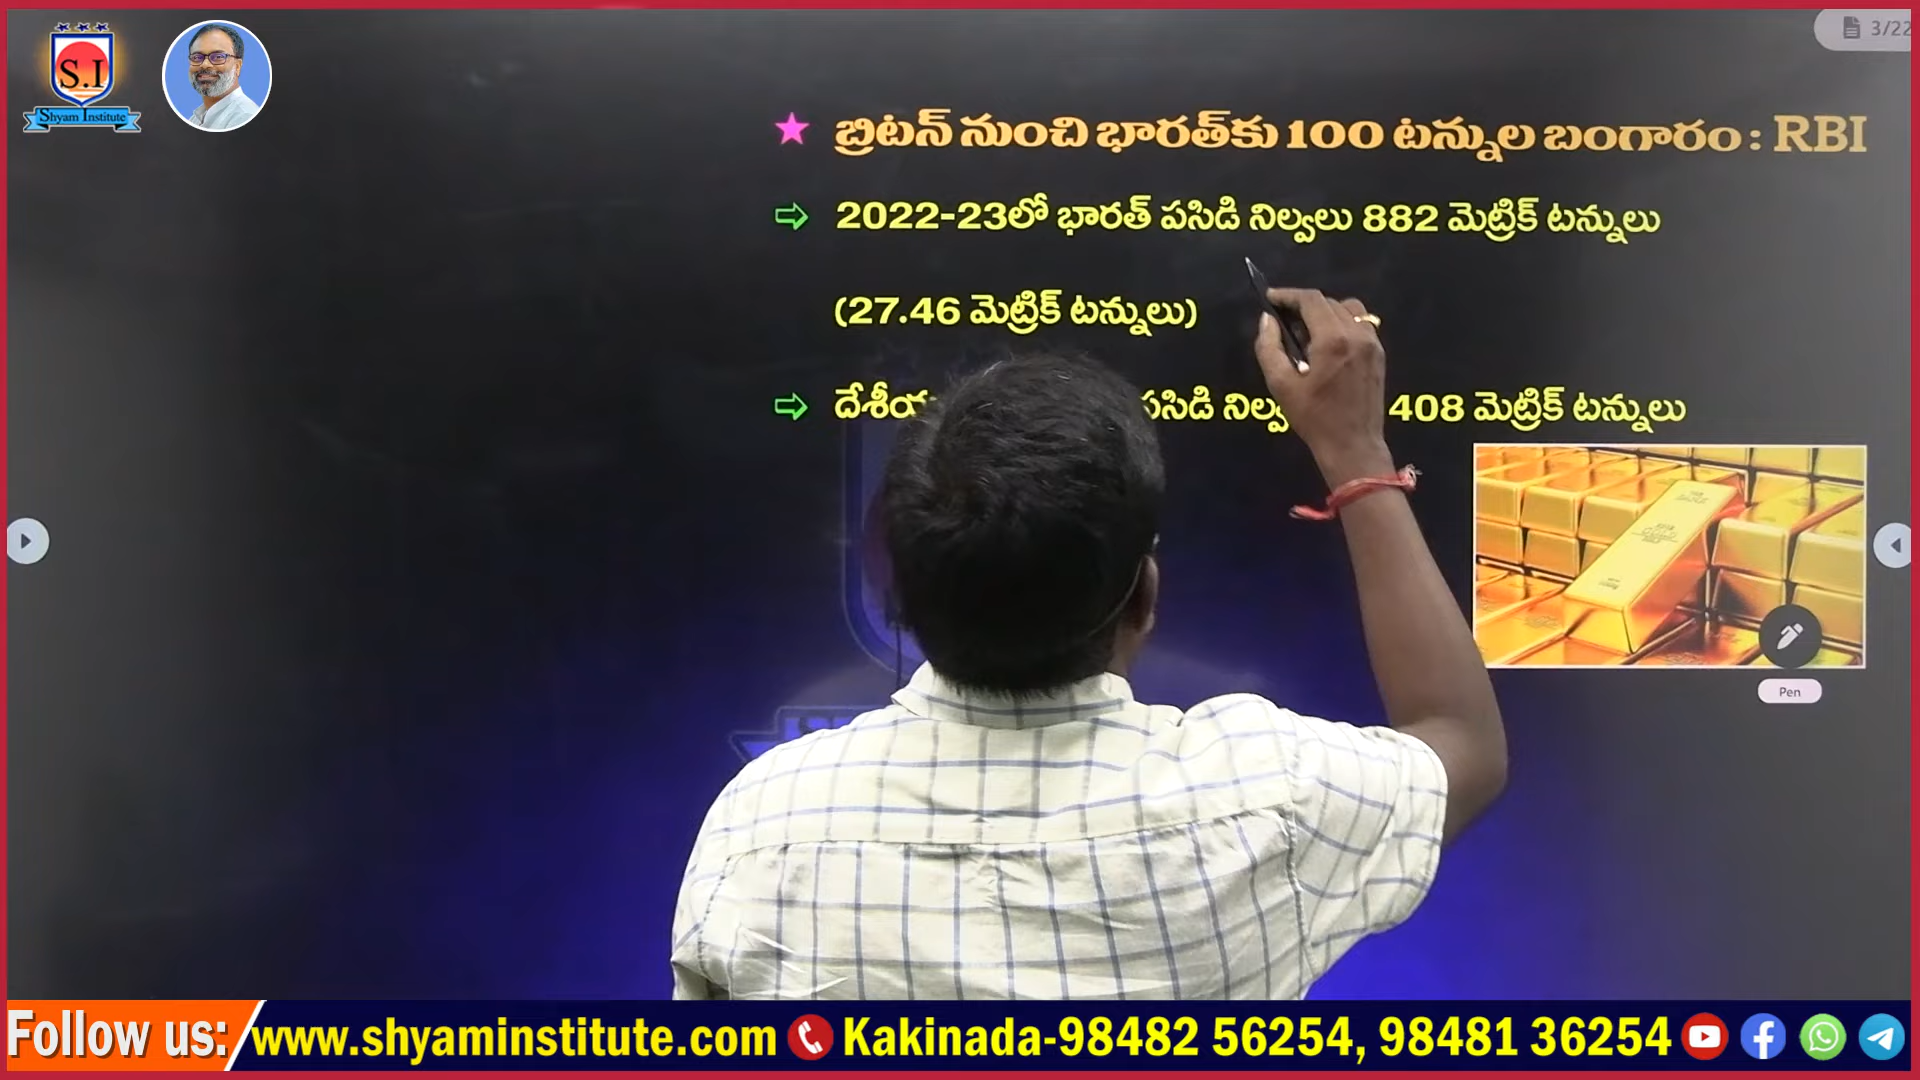 S.I
Shyam Institute
3/22
బ్రిటన్ నుంచి భారత్‌కు 100 టన్నుల బంగారం : RBI
2022-23లో భారత్ పసిడి నిల్వలు 882 మెట్రిక్ టన్నులు
(27.46 మెట్రిక్ టన్నులు)
దేశీయ పసిడి 408 మెట్రిక్ టన్నులు
Pen
Follow us: www.shyaminstitute.com Kakinada-98482 56254, 98481 36254